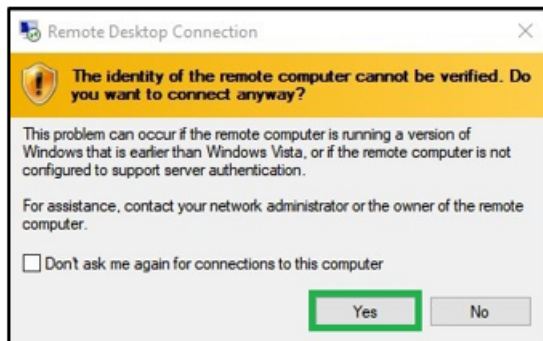 Remote Desktop Connection
The identity of the remote computer cannot be verified. Do
you want to connect anyway?
This problem can occur if the remote computer is running a version of
Windows that is earlier than Windows Vista, or if the remote computer is not
configured to support server authentication.
For assistance, contact your network administrator or the owner of the remote
computer.
Don't ask me again for connections to this computer
Yes No